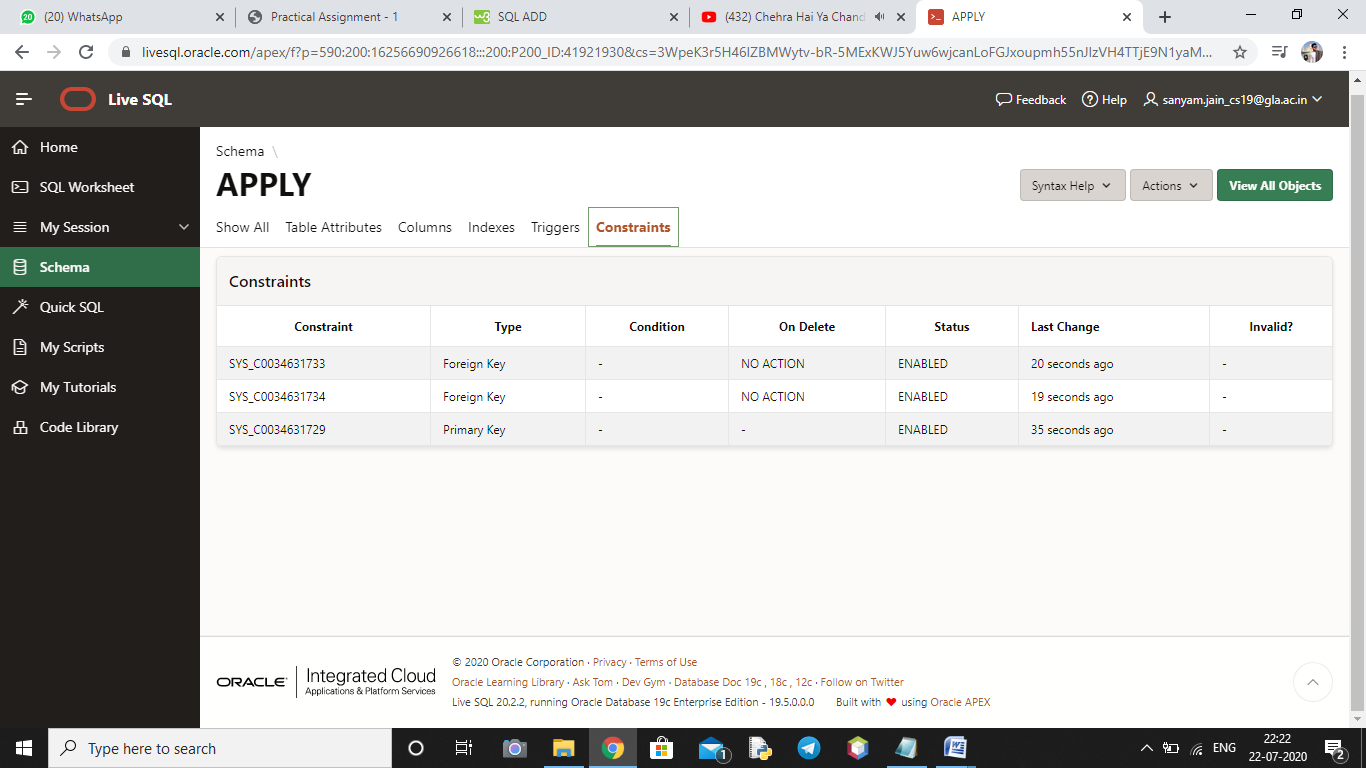 (20) WhatsApp
Practical Assignment - 1
SQL ADD
(432) Chehra Hai Ya Chand
APPLY
livesql.oracle.com/apex/f?p=590:200:16256690926618:::200:P200_ID:41921930&cs=3WpeK3r5H46IZBMWytv-bR-5MExKWJ5Yuw6wjcanLoFGJxoupmh55nJlzVH4TTjE9N1yaM...
Live SQL
Feedback
Help
sanyam.jain_cs19@gla.ac.in
Home
SQL Worksheet
My Session
Schema
Quick SQL
My Scripts
My Tutorials
Code Library
Schema \
APPLY
Syntax Help
Actions
View All Objects
Show All Table Attributes Columns Indexes Triggers Constraints
Constraints
Constraint Type Condition On Delete Status Last Change Invalid?
SYS_C0034631733 Foreign Key - NO ACTION ENABLED 20 seconds ago -
SYS_C0034631734 Foreign Key - NO ACTION ENABLED 19 seconds ago -
SYS_C0034631729 Primary Key - - ENABLED 35 seconds ago -
ORACLE
Integrated Cloud
Applications & Platform Services
© 2020 Oracle Corporation · Privacy · Terms of Use
Oracle Learning Library · Ask Tom · Dev Gym · Database Doc 19c , 18c , 12c · Follow on Twitter
Live SQL 20.2.2, running Oracle Database 19c Enterprise Edition - 19.5.0.0.0 Built with ❤ using Oracle APEX
Type here to search
1
ENG
22:22
22-07-2020
2